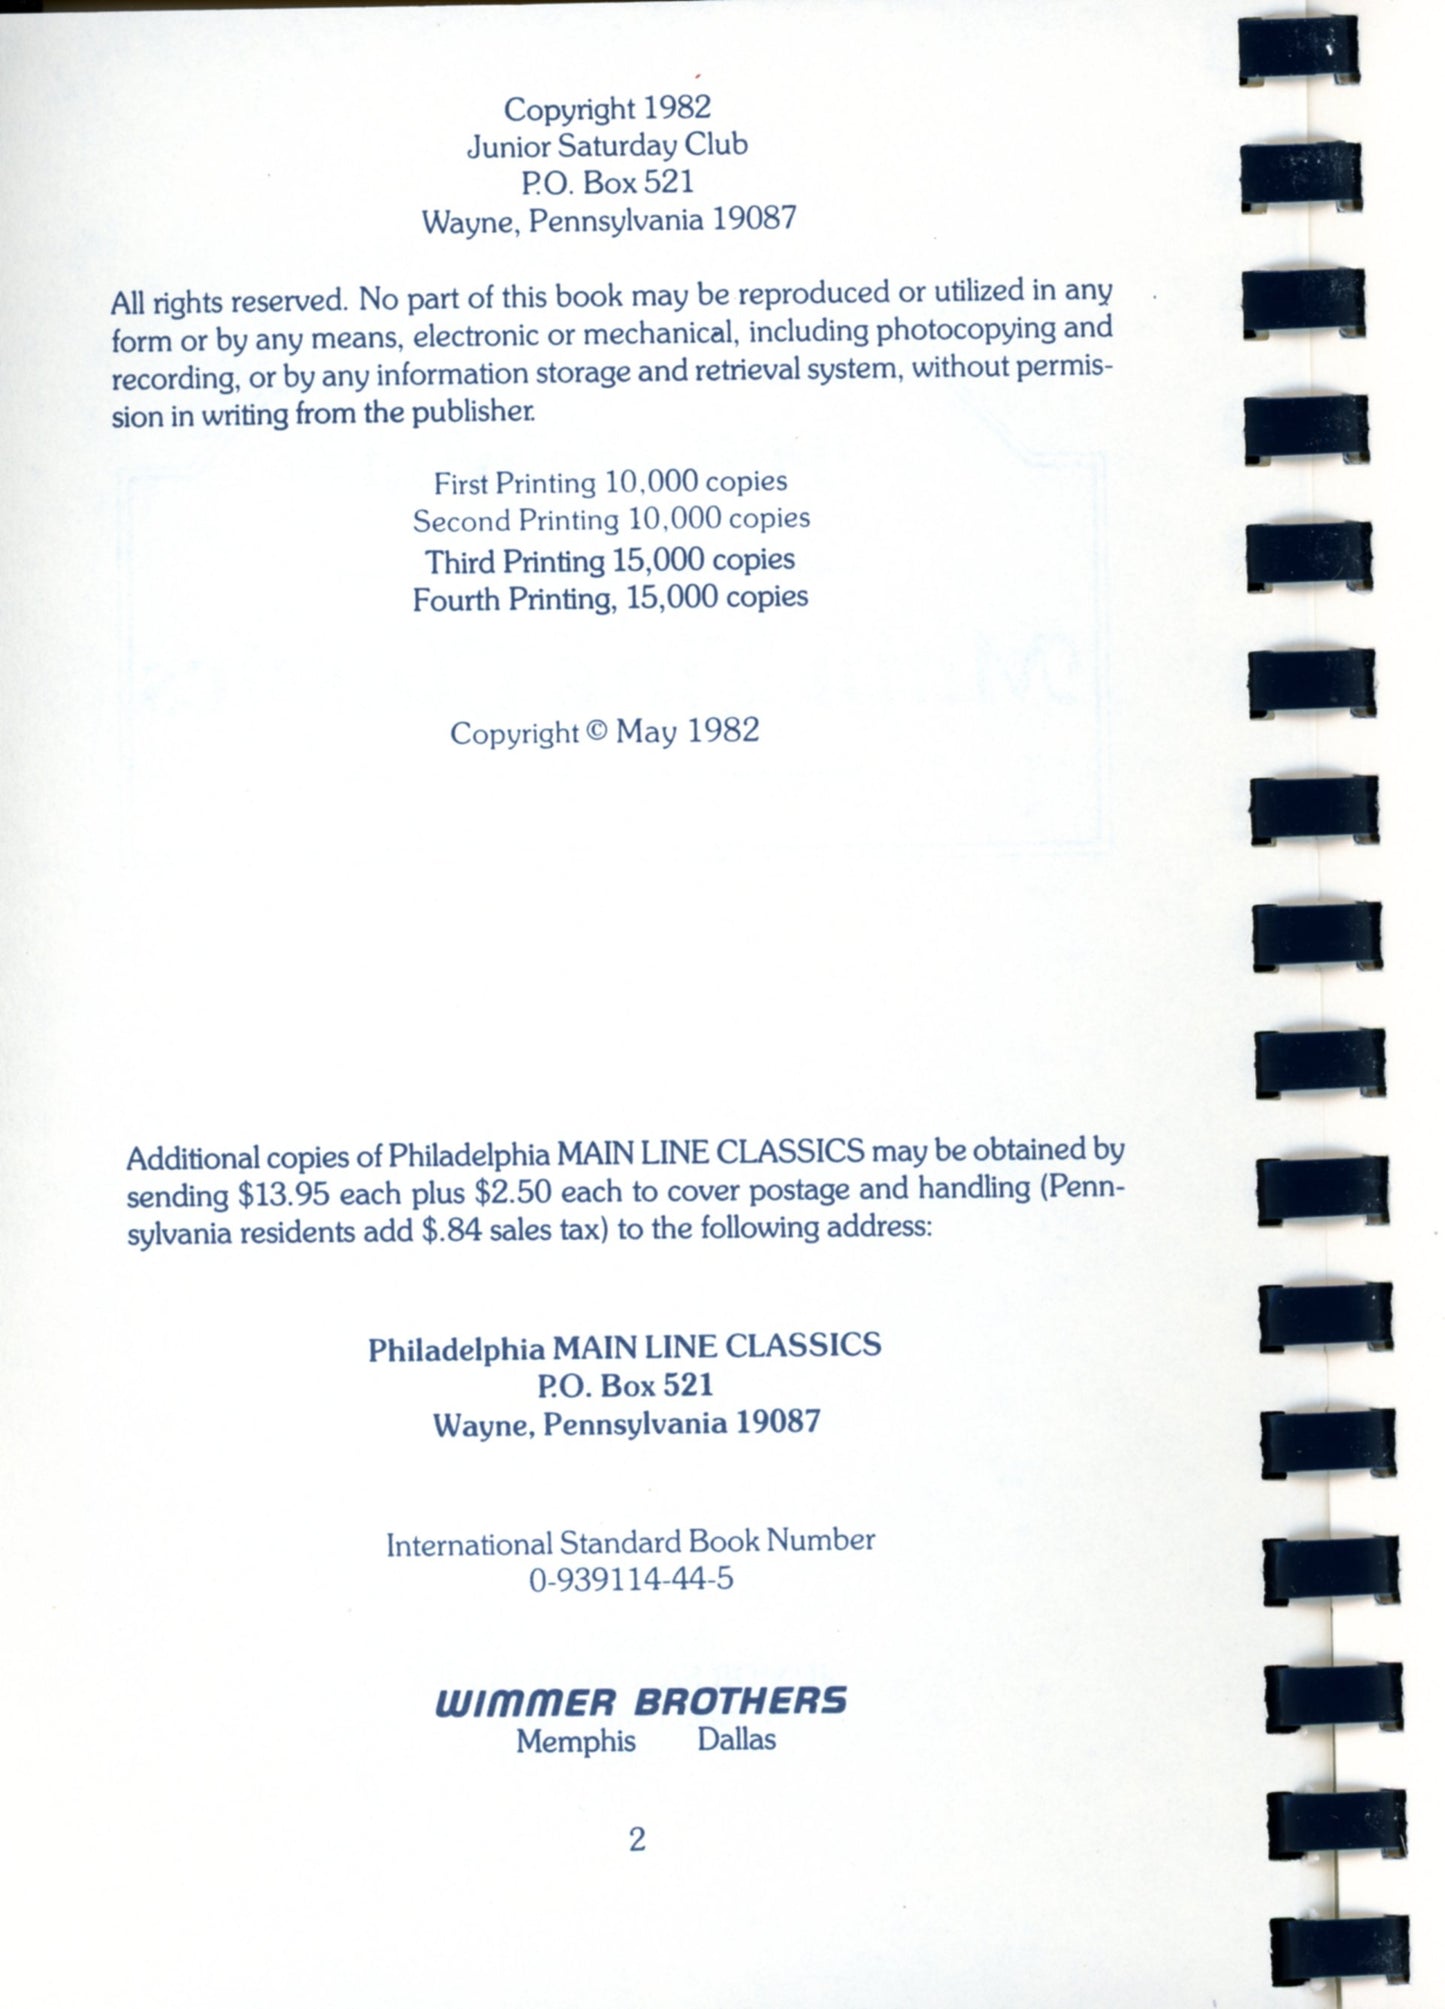 Copyright 1982
Junior Saturday Club
P.O. Box 521
Wayne, Pennsylvania 19087
All rights reserved. No part of this book may be reproduced or utilized in any
form or by any means, electronic or mechanical, including photocopying and
recording, or by any information storage and retrieval system, without permis-
sion in writing from the publisher.
First Printing 10,000 copies
Second Printing 10,000 copies
Third Printing 15,000 copies
Fourth Printing, 15,000 copies
Copyright © May 1982
Additional copies of Philadelphia MAIN LINE CLASSICS may be obtained by
sending $13.95 each plus $2.50 each to cover postage and handling (Penn-
sylvania residents add $.84 sales tax) to the following address:
Philadelphia MAIN LINE CLASSICS
P.O. Box 521
Wayne, Pennsylvania 19087
International Standard Book Number
0-939114-44-5
WIMMER BROTHERS
Memphis Dallas
2